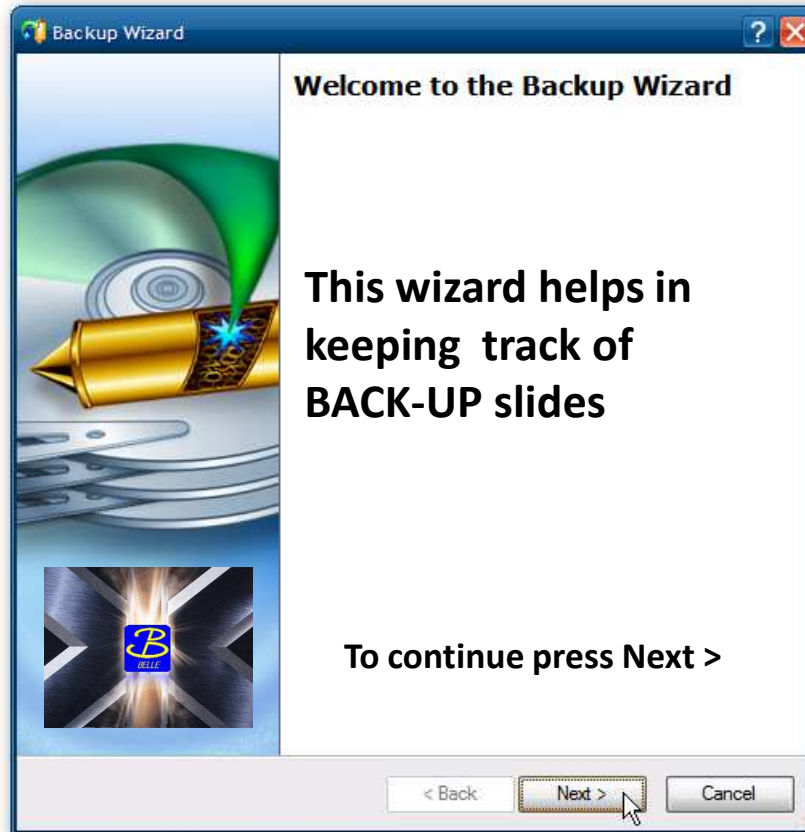 Backup Wizard
?
Welcome to the Backup Wizard
This wizard helps in
keeping  track of
BACK-UP slides
B
BELLE
To continue press Next >
< Back
Next >
Cancel